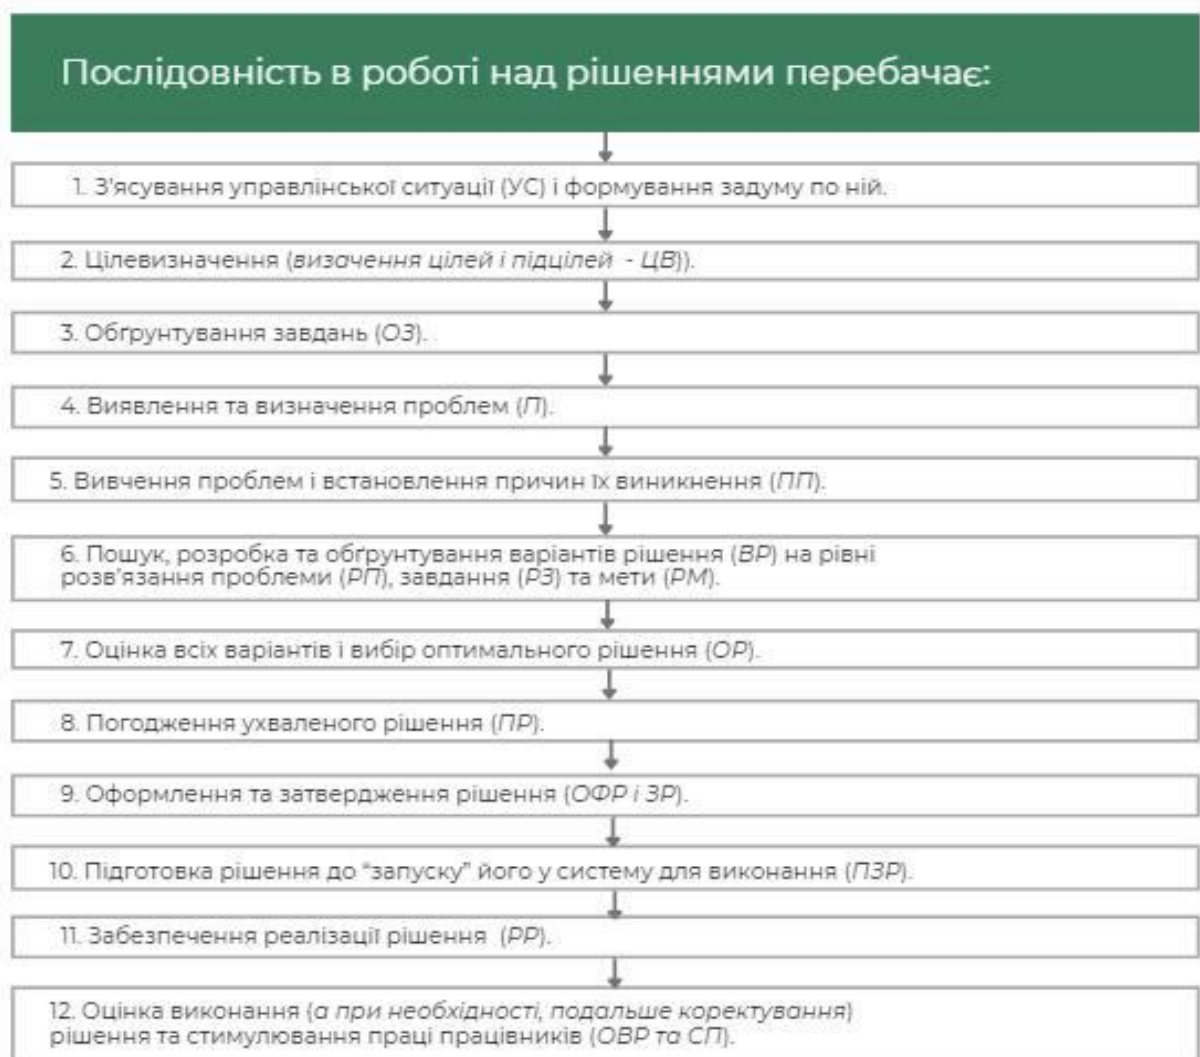 Послідовність в роботі над рішеннями перебачає:
1. З'ясування управлінської ситуації (УС) і формування задуму по ній.
2. Цілевизначення (визачення цілей і підцілей - ЦВ)).
3. Обґрунтування завдань (ОЗ).
4. Виявлення та визначення проблем (П).
5. Вивчення проблем і встановлення причин їх виникнення (ПП).
6. Пошук, розробка та обґрунтування варіантів рішення (ВР) на рівні
розв'язання проблеми (РП), завдання (РЗ) та мети (РМ).
7. Оцінка всіх варіантів і вибір оптимального рішення (ОР).
8. Погодження ухваленого рішення (ПР).
9. Оформлення та затвердження рішення (ОФР і ЗР).
10. Підготовка рішення до “запуску” його у систему для виконання (ПЗР).
11. Забезпечення реалізації рішення (РР).
12. Оцінка виконання (а при необхідності, подальше коректування)
рішення та стимулювання праці працівників (ОВР та СП).